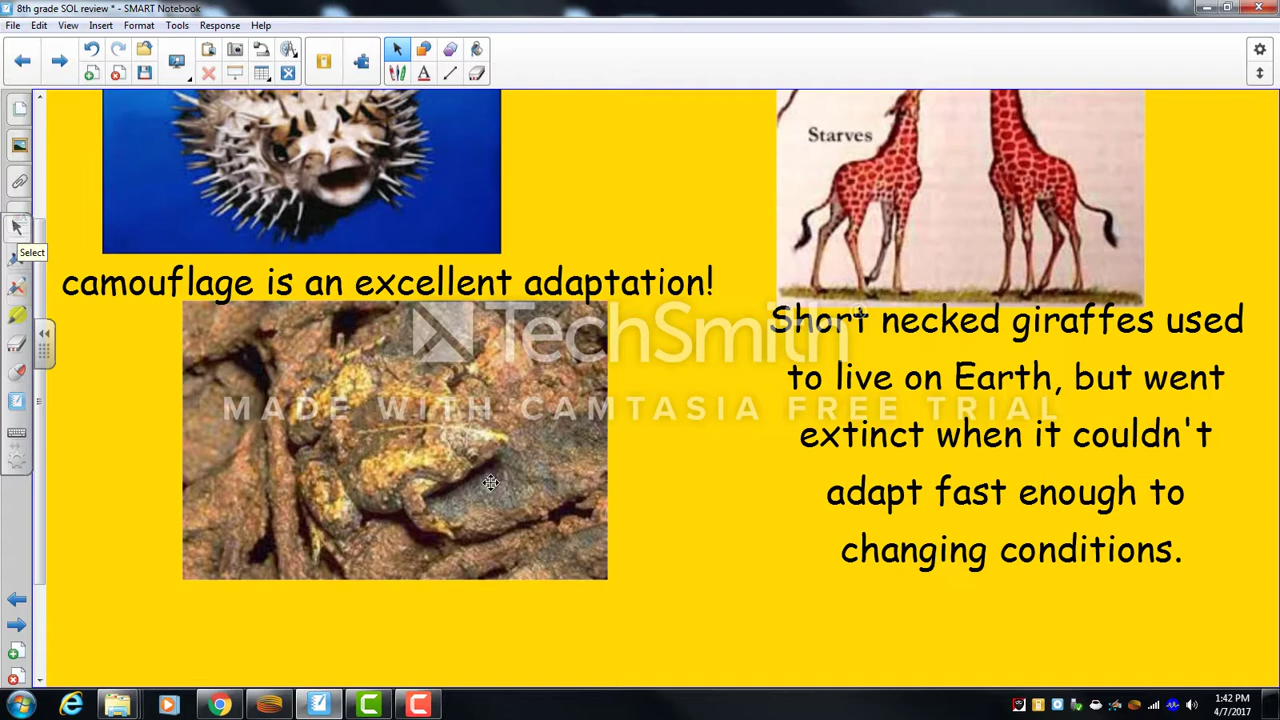 8th grade SOL review * - SMART Notebook
File Edit View Insert Format Tools Response Help
Select
Starves
camouflage is an excellent adaptation!
TechSmith
MADE WITH CAMTASIA FREE TRIAL
Short necked giraffes used
to live on Earth, but went
extinct when it couldn't
adapt fast enough to
changing conditions.
1:42 PM
4/7/2017